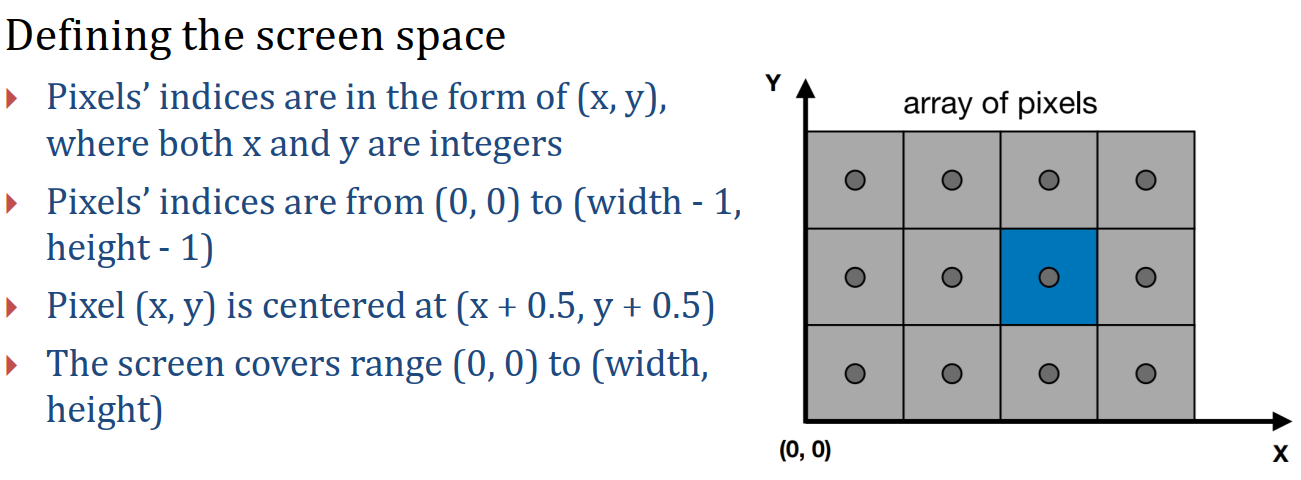 Defining the screen space
Pixels’ indices are in the form of (x, y),
where both x and y are integers
Pixels’ indices are from (0, 0) to (width - 1,
height - 1)
Pixel (x, y) is centered at (x + 0.5, y + 0.5)
The screen covers range (0, 0) to (width,
height)
Y
array of pixels
(0, 0)
X